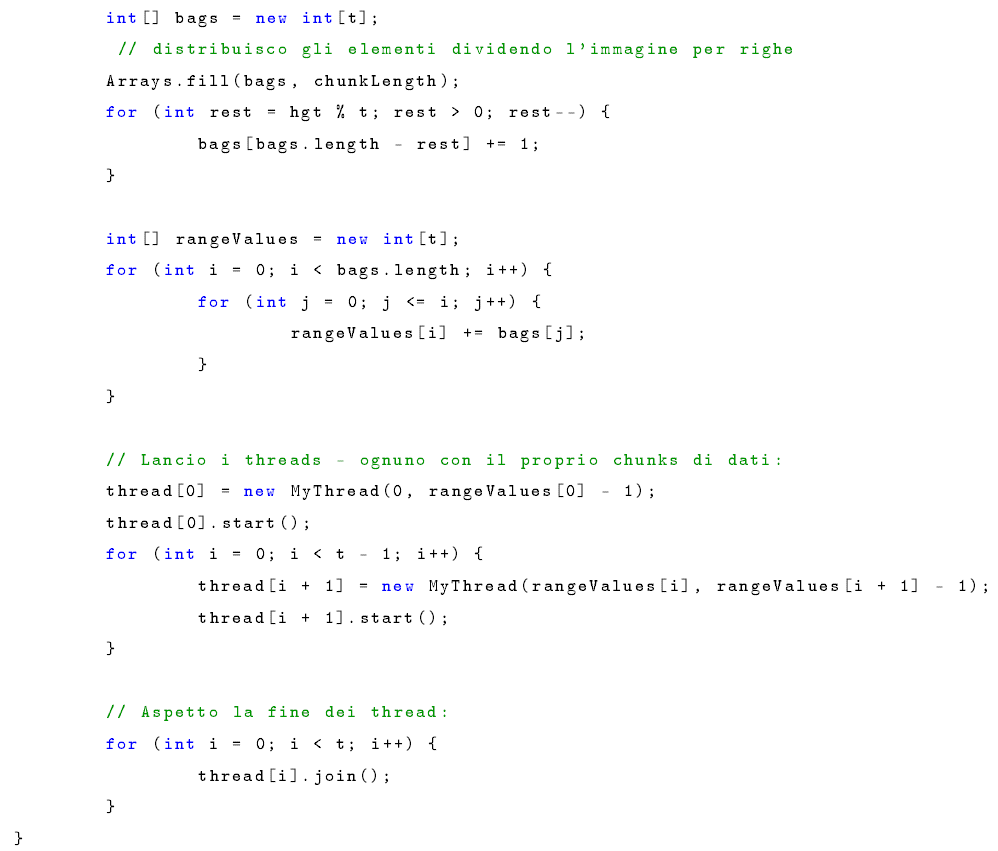 int[] bags = new int[t];
// distribuisco gli elementi dividendo l'immagine per righe
Arrays.fill(bags, chunkLength);
for (int rest = hgt % t; rest > 0; rest--) {
bags[bags.length - rest] += 1;
}
int[] rangeValues = new int[t];
for (int i = 0; i < bags.length; i++) {
for (int j = 0; j <= i; j++) {
rangeValues[i] += bags[j];
}
}
// Lancio i threads - ognuno con il proprio chunks di dati:
thread[0] = new MyThread(0, rangeValues[0] - 1);
thread[0].start();
for (int i = 0; i < t - 1; i++) {
thread[i + 1] = new MyThread(rangeValues[i], rangeValues[i + 1] - 1);
thread[i + 1].start();
}
// Aspetto la fine dei thread:
for (int i = 0; i < t; i++) {
thread[i].join();
}
}